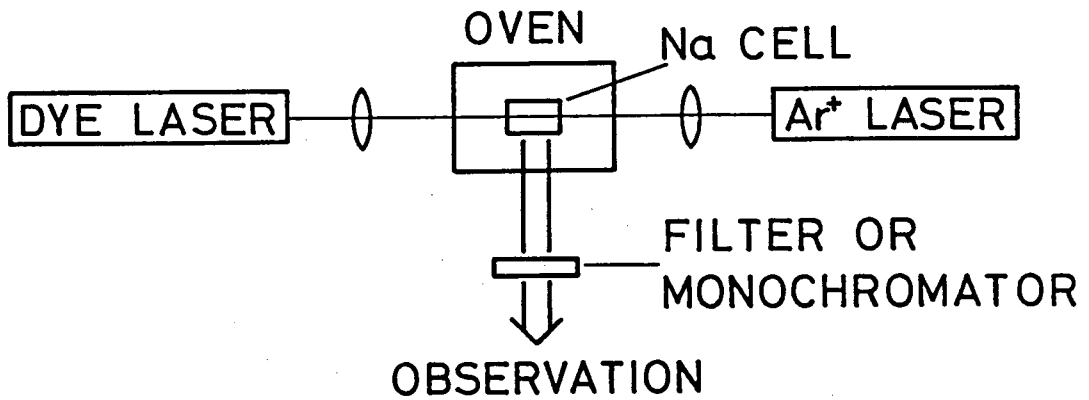 OVEN
Na CELL
DYE LASER
Ar⁺ LASER
FILTER OR
MONOCHROMATOR
OBSERVATION